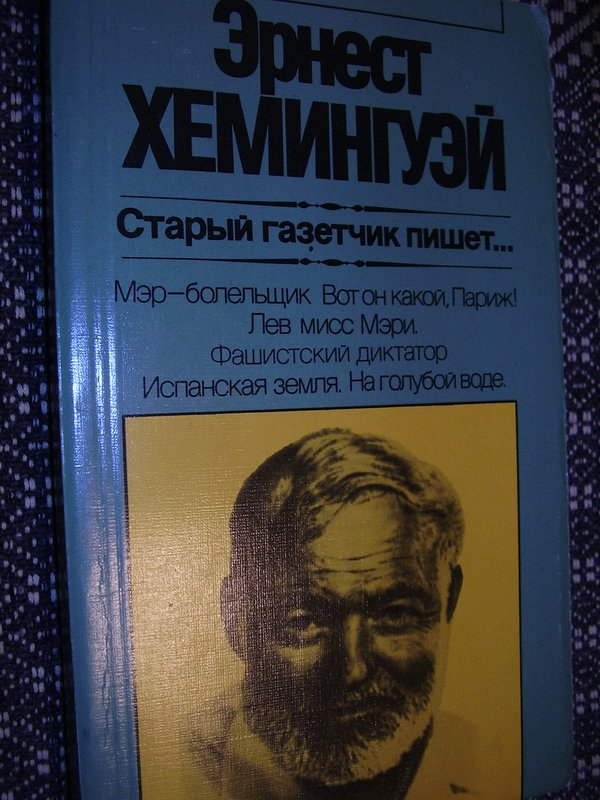 Эрнест
ХЕМИНГУЭЙ
Старый газетчик пишет...
Мэр-болельщик Вот он какой, Париж!
Лев мисс Мэри.
Фашистский диктатор
Испанская земля. На голубой воде.